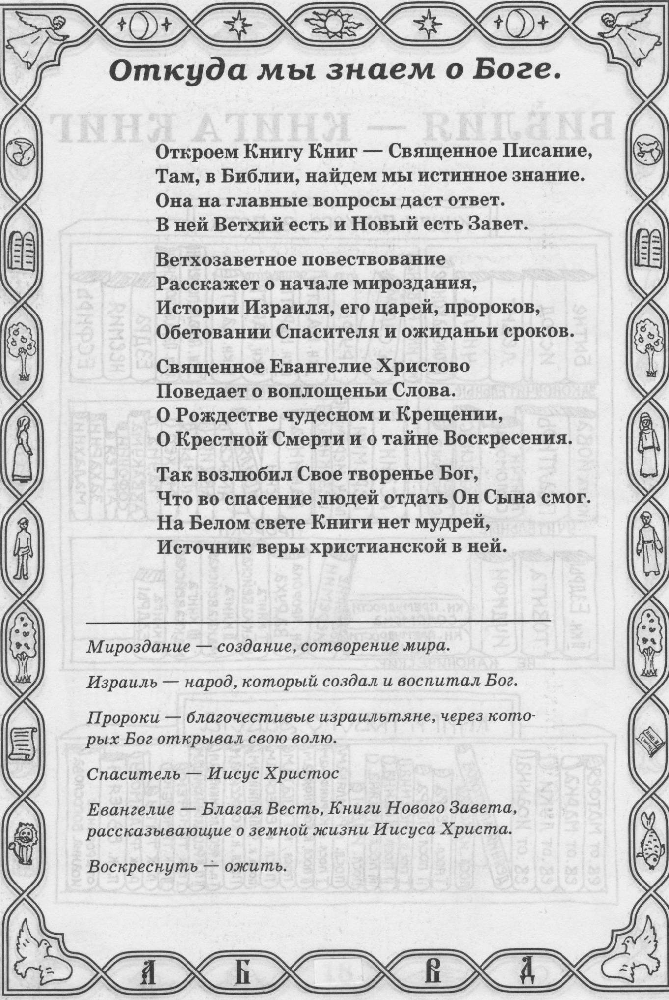 Откуда мы знаем о Боге.
Откроем Книгу Книг — Священное Писание,
Там, в Библии, найдем мы истинное знание.
Она на главные вопросы даст ответ.
В ней Ветхий есть и Новый есть Завет.
Ветхозаветное повествование
Расскажет о начале мироздания,
Истории Израиля, его царей, пророков,
Обетовании Спасителя и ожиданьи сроков.
Священное Евангелие Христово
Поведает о воплощеньи Слова.
О Рождестве чудесном и Крещении,
О Крестной Смерти и о тайне Воскресения.
Так возлюбил Свое творенье Бог,
Что во спасение людей отдать Он Сына смог.
На Белом свете Книги нет мудрей,
Источник веры христианской в ней.
Мироздание — создание, сотворение мира.
Израиль — народ, который создал и воспитал Бог.
Пророки — благочестивые израильтяне, через кото-
рых Бог открывал свою волю.
Спаситель — Иисус Христос
Евангелие — Благая Весть, Книги Нового Завета,
рассказывающие о земной жизни Иисуса Христа.
Воскреснуть — ожить.
А Б В Д